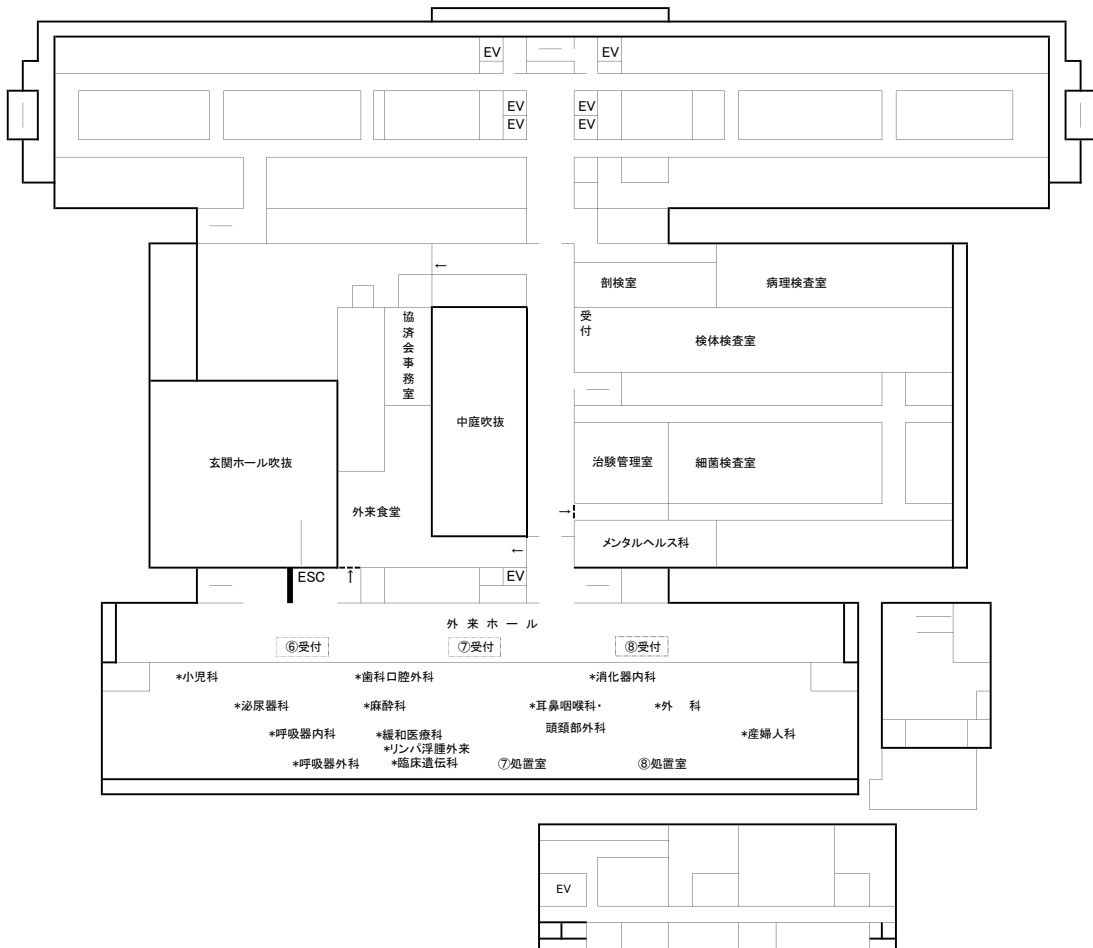 EV
EV
EV
EV
EV
EV
←
剖検室
病理検査室
協済会事務室
受付
検体検査室
中庭吹抜
玄関ホール吹抜
治験管理室
細菌検査室
外来食堂
→
メンタルヘルス科
←
ESC
↑
EV
外来ホール
⑥受付
⑦受付
⑧受付
*小児科
*歯科口腔外科
*消化器内科
*泌尿器科
*麻酔科
*耳鼻咽喉科・
頭頚部外科
*外 科
*呼吸器内科
*緩和医療科
*産婦人科
*リンパ浮腫外来
*呼吸器外科
*臨床遺伝科
⑦処置室
⑧処置室
EV